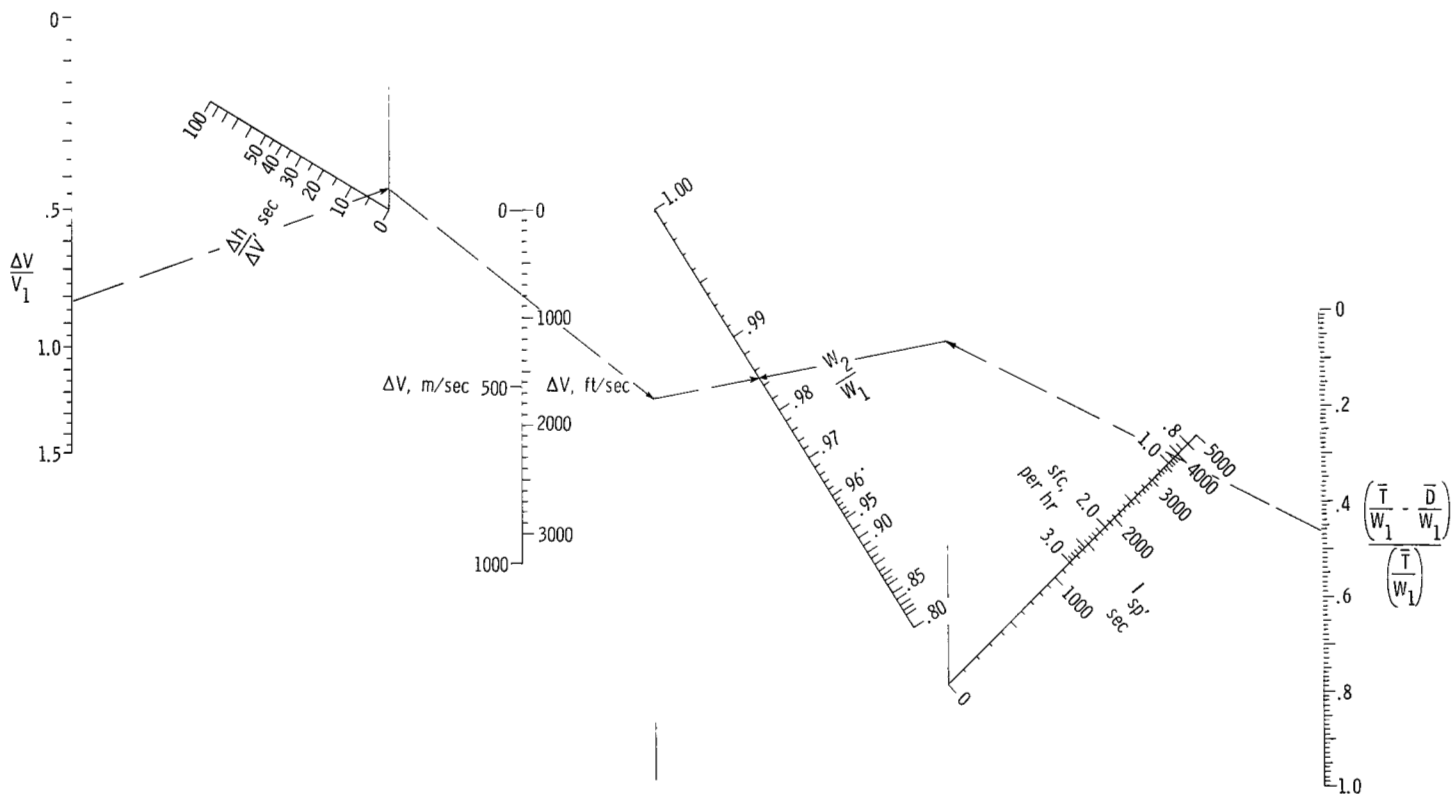 0
.5
1.0
1.5
ΔV
V1
100
50
40
30
20
10
0
Δh
ΔV
, sec
0
0
1000
500
2000
3000
1000
ΔV, m/sec
ΔV, ft/sec
1.00
.99
.98
.97
.96
.95
.90
.85
.80
W2
W1
.8
1.0
2.0
3.0
sfc,
per hr
5000
4000
3000
2000
1000
0
I sp,
sec
0
.2
.4
.6
.8
1.0
(T̄/W1 - D̄/W1)
(T̄/W1)